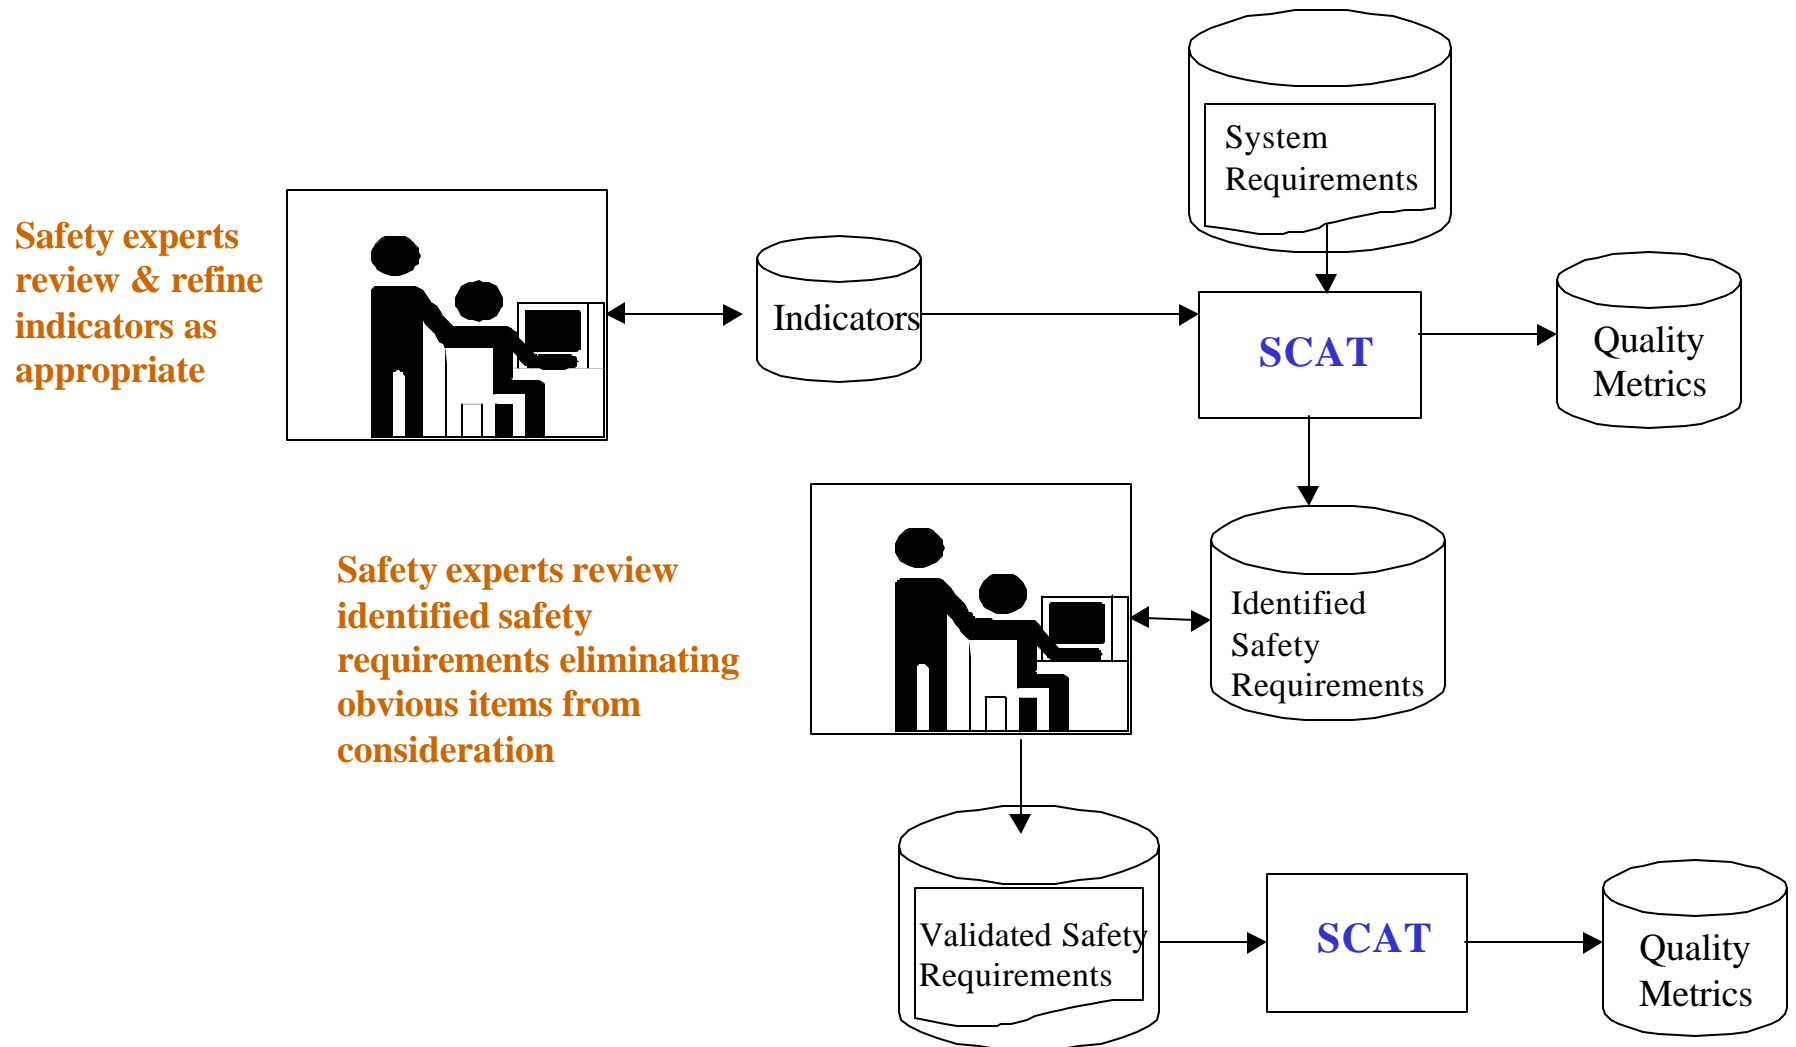 System
Requirements
Safety experts
review & refine
indicators as
appropriate
Indicators
SCAT
Quality
Metrics
Safety experts review
identified safety
requirements eliminating
obvious items from
consideration
Identified
Safety
Requirements
Validated Safety
Requirements
SCAT
Quality
Metrics